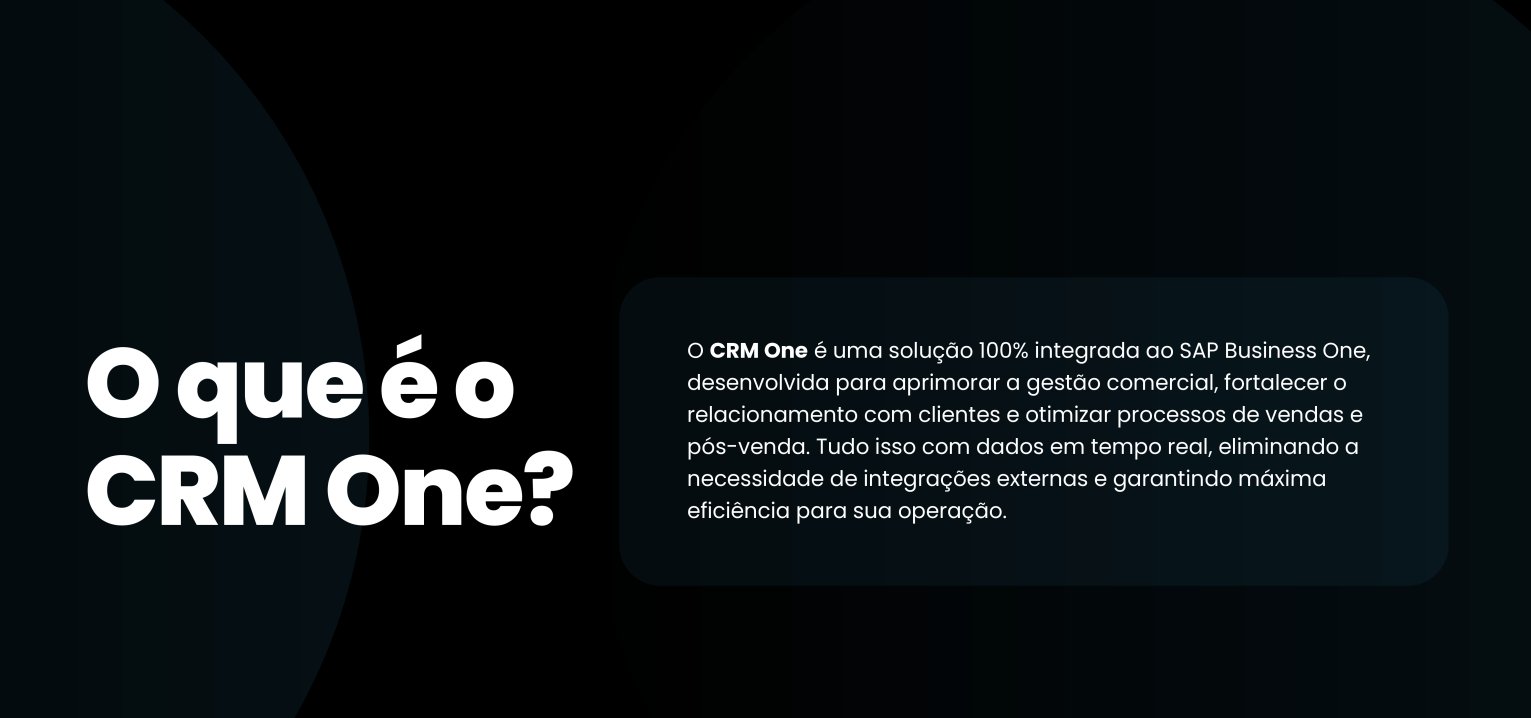 O que é o
CRM One?
O CRM One é uma solução 100% integrada ao SAP Business One,
desenvolvida para aprimorar a gestão comercial, fortalecer o
relacionamento com clientes e otimizar processos de vendas e
pós-venda. Tudo isso com dados em tempo real, eliminando a
necessidade de integrações externas e garantindo máxima
eficiência para sua operação.